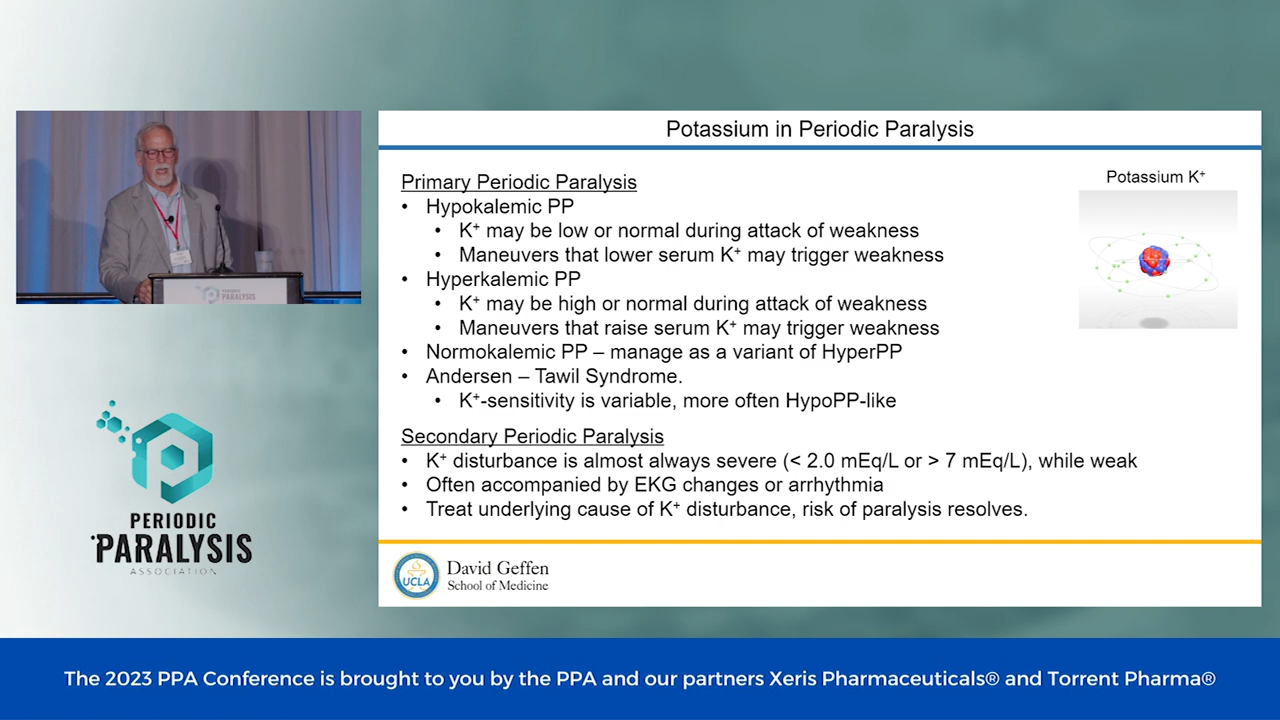 Potassium in Periodic Paralysis
Primary Periodic Paralysis
• Hypokalemic PP
• K⁺ may be low or normal during attack of weakness
• Maneuvers that lower serum K⁺ may trigger weakness
• Hyperkalemic PP
• K⁺ may be high or normal during attack of weakness
• Maneuvers that raise serum K⁺ may trigger weakness
• Normokalemic PP – manage as a variant of HyperPP
• Andersen – Tawil Syndrome.
• K⁺-sensitivity is variable, more often HypoPP-like
Secondary Periodic Paralysis
• K⁺ disturbance is almost always severe (< 2.0 mEq/L or > 7 mEq/L), while weak
• Often accompanied by EKG changes or arrhythmia
• Treat underlying cause of K⁺ disturbance, risk of paralysis resolves.
Potassium K⁺
UCLA
David Geffen
School of Medicine
PERIODIC
PARALYSIS
PERIODIC
PARALYSIS
ASSOCIATION
The 2023 PPA Conference is brought to you by the PPA and our partners Xeris Pharmaceuticals® and Torrent Pharma®